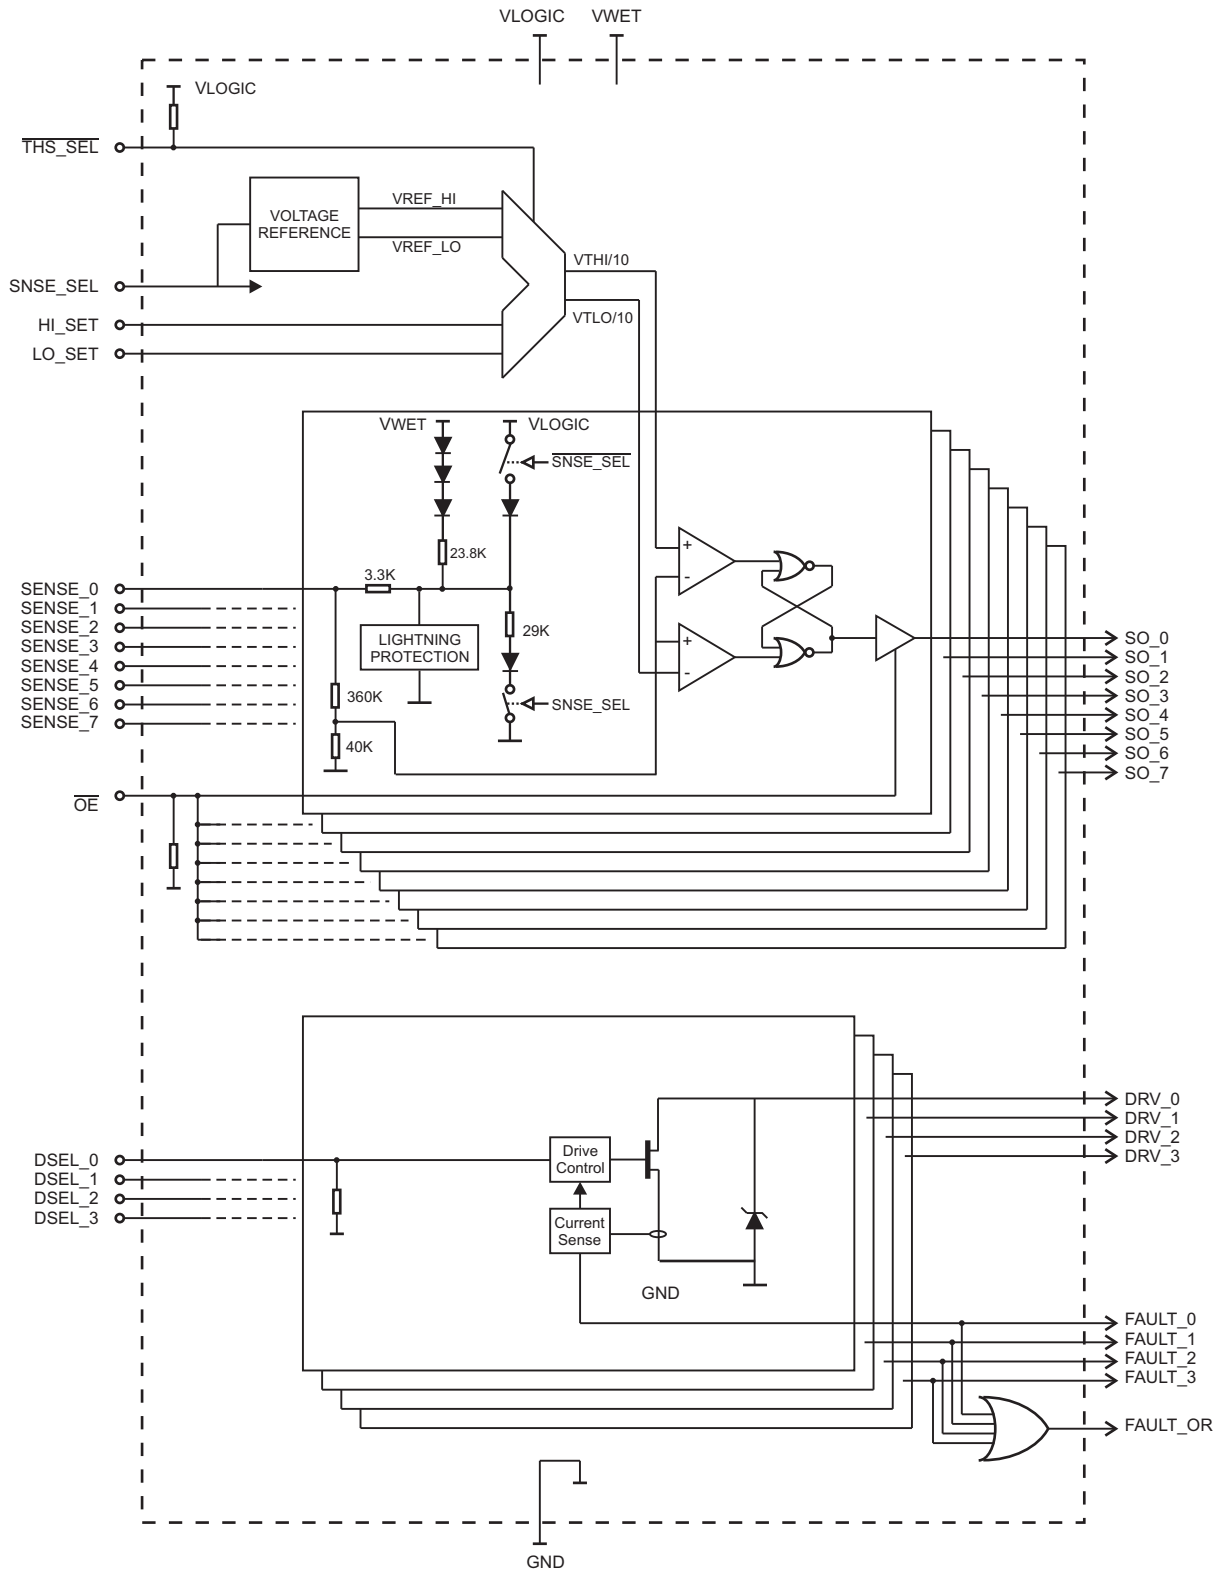 VLOGIC VWET
VLOGIC
THS_SEL
VOLTAGE
REFERENCE
VREF_HI
VREF_LO
VTHI/10
VTLO/10
SNSE_SEL
HI_SET
LO_SET
VWET
VLOGIC
SNSE_SEL
23.8K
3.3K
29K
LIGHTNING
PROTECTION
360K
40K
SNSE_SEL
SENSE_0
SENSE_1
SENSE_2
SENSE_3
SENSE_4
SENSE_5
SENSE_6
SENSE_7
+
-
+
-
SO_0
SO_1
SO_2
SO_3
SO_4
SO_5
SO_6
SO_7
OE
DSEL_0
DSEL_1
DSEL_2
DSEL_3
Drive
Control
Current
Sense
GND
DRV_0
DRV_1
DRV_2
DRV_3
FAULT_0
FAULT_1
FAULT_2
FAULT_3
FAULT_OR
GND